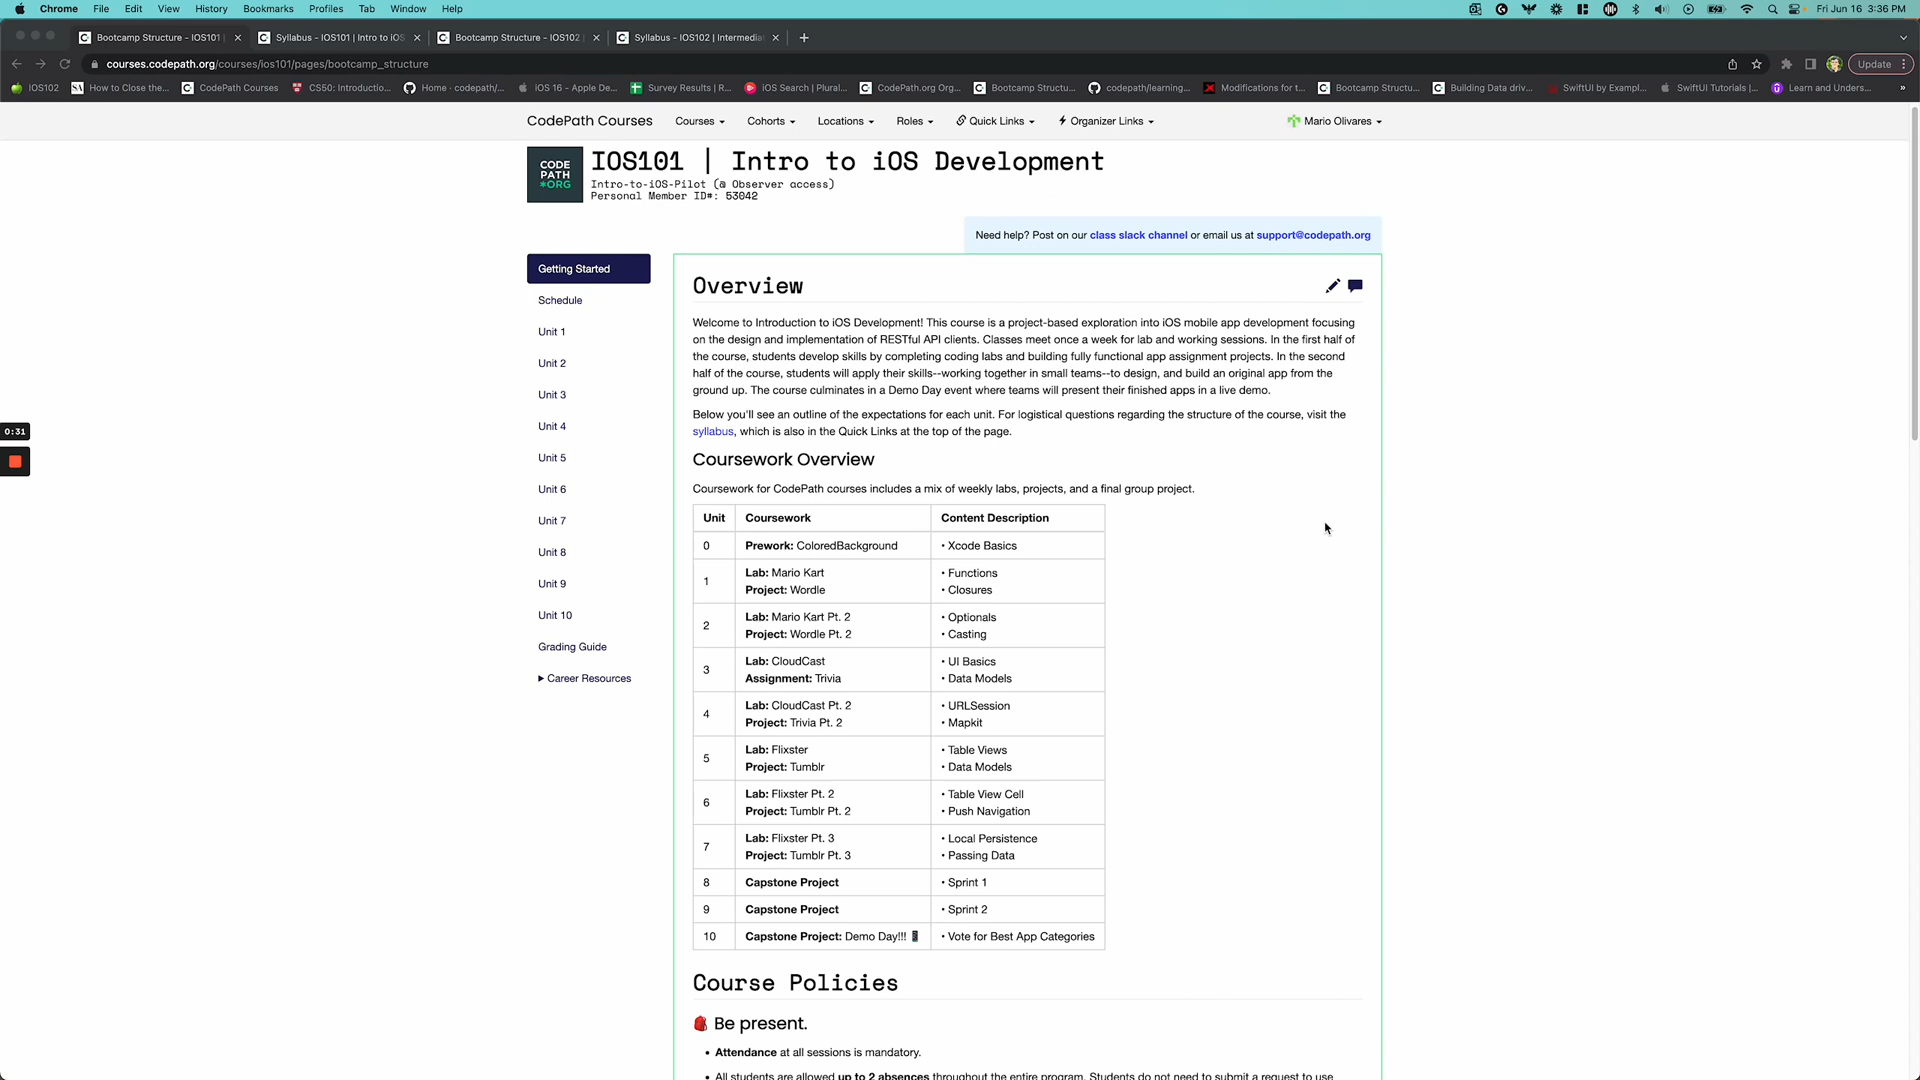 Chrome File Edit View History Bookmarks Profiles Tab Window Help Fri Jun 16 3:36 PM
Bootcamp Structure - IOS101 Syllabus - IOS101 | Intro to iOS Bootcamp Structure - IOS102 Syllabus - IOS102 | Intermedia
courses.codepath.org/courses/ios101/pages/bootcamp_structure Update
IOS102 How to Close the... CodePath Courses CS50: Introductio... Home · codepath/... iOS 16 - Apple De... Survey Results | R... IOS Search | Plural... CodePath.org Org... Bootcamp Structu... codepath/learning... Modifications for t... Bootcamp Structu... Building Data driv... SwiftUI by Exampl... SwiftUI Tutorials |... Learn and Unders... »
CodePath Courses Courses Cohorts Locations Roles Quick Links Organizer Links Mario Olivares
CODE PATH *ORG
IOS101 | Intro to iOS Development
Intro-to-iOS-Pilot (@ Observer access)
Personal Member ID#: 53042
Need help? Post on our class slack channel or email us at support@codepath.org
Getting Started
Schedule
Unit 1
Unit 2
Unit 3
Unit 4
Unit 5
Unit 6
Unit 7
Unit 8
Unit 9
Unit 10
Grading Guide
Career Resources
0:31
Overview
Welcome to Introduction to iOS Development! This course is a project-based exploration into iOS mobile app development focusing
on the design and implementation of RESTful API clients. Classes meet once a week for lab and working sessions. In the first half of
the course, students develop skills by completing coding labs and building fully functional app assignment projects. In the second
half of the course, students will apply their skills--working together in small teams--to design, and build an original app from the
ground up. The course culminates in a Demo Day event where teams will present their finished apps in a live demo.
Below you'll see an outline of the expectations for each unit. For logistical questions regarding the structure of the course, visit the
syllabus, which is also in the Quick Links at the top of the page.
Coursework Overview
Coursework for CodePath courses includes a mix of weekly labs, projects, and a final group project.
Unit Coursework Content Description
0 Prework: ColoredBackground • Xcode Basics
1 Lab: Mario Kart • Functions
Project: Wordle • Closures
2 Lab: Mario Kart Pt. 2 • Optionals
Project: Wordle Pt. 2 • Casting
3 Lab: CloudCast • UI Basics
Assignment: Trivia • Data Models
4 Lab: CloudCast Pt. 2 • URLSession
Project: Trivia Pt. 2 • Mapkit
5 Lab: Flixster • Table Views
Project: Tumblr • Data Models
6 Lab: Flixster Pt. 2 • Table View Cell
Project: Tumblr Pt. 2 • Push Navigation
7 Lab: Flixster Pt. 3 • Local Persistence
Project: Tumblr Pt. 3 • Passing Data
8 Capstone Project • Sprint 1
9 Capstone Project • Sprint 2
10 Capstone Project: Demo Day!!! • Vote for Best App Categories
Course Policies
Be present.
• Attendance at all sessions is mandatory.
• All students are allowed up to 2 absences throughout the entire program. Students do not need to submit a request to use